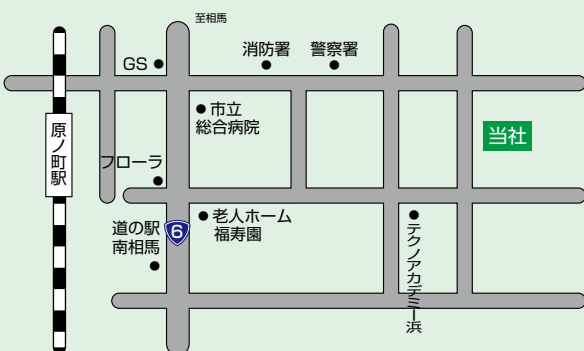 至相馬
GS
消防署
警察署
市立
総合病院
当社
原ノ町駅
フローラ
老人ホーム
福寿園
道の駅
南相馬
6
テクノアカデミー浜